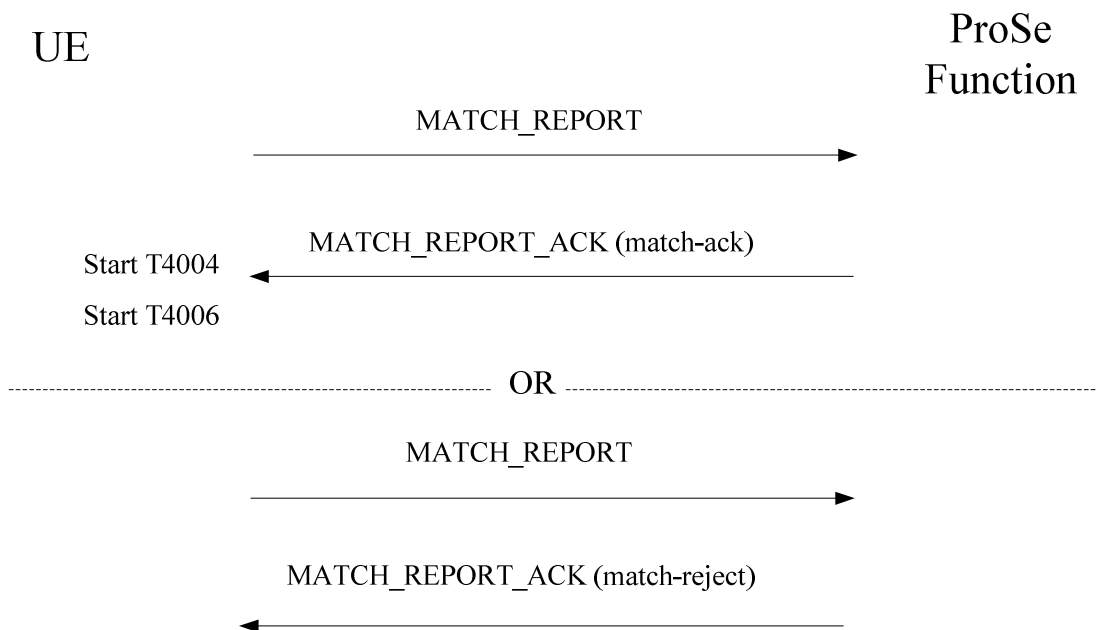 UE
ProSe
Function
MATCH_REPORT
MATCH_REPORT_ACK (match-ack)
Start T4004
Start T4006
OR
MATCH_REPORT
MATCH_REPORT_ACK (match-reject)